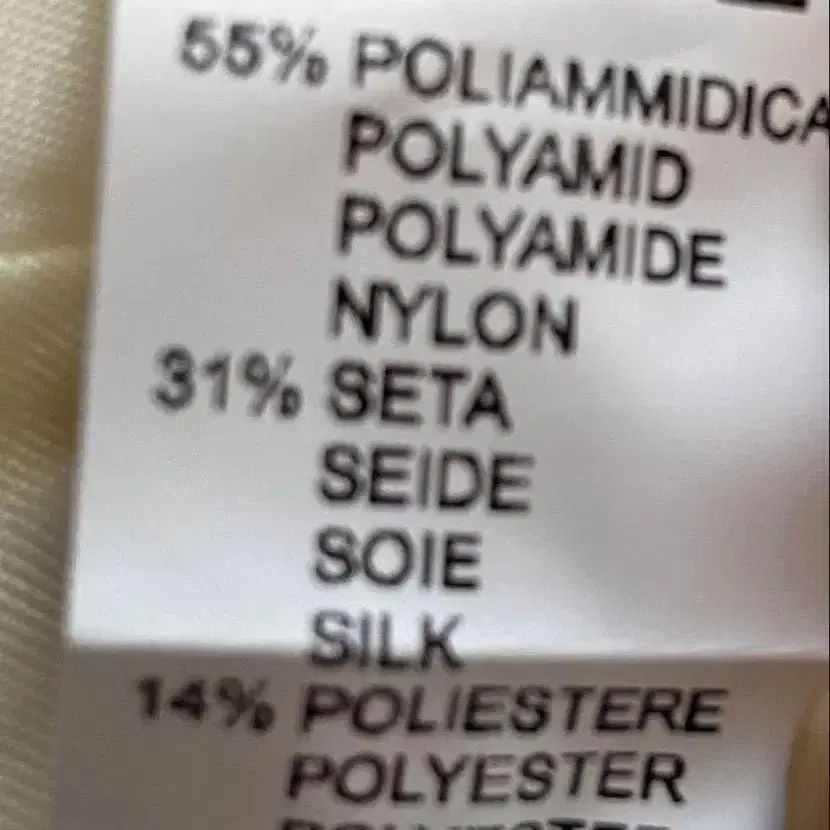 55% POLIAMMIDICA
POLYAMID
POLYAMIDE
NYLON
31% SETA
SEIDE
SOIE
SILK
14% POLIESTERE
POLYESTER